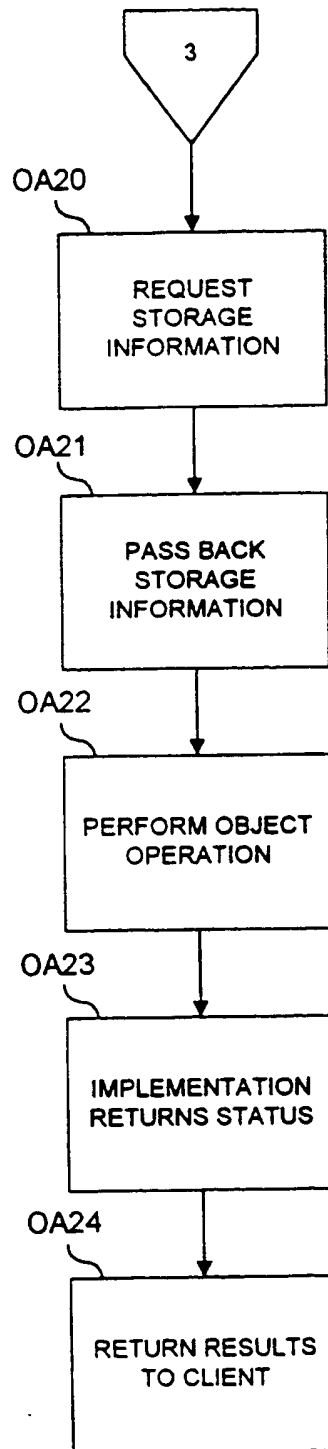 3
OA20
REQUEST
STORAGE
INFORMATION
OA21
PASS BACK
STORAGE
INFORMATION
OA22
PERFORM OBJECT
OPERATION
OA23
IMPLEMENTATION
RETURNS STATUS
OA24
RETURN RESULTS
TO CLIENT